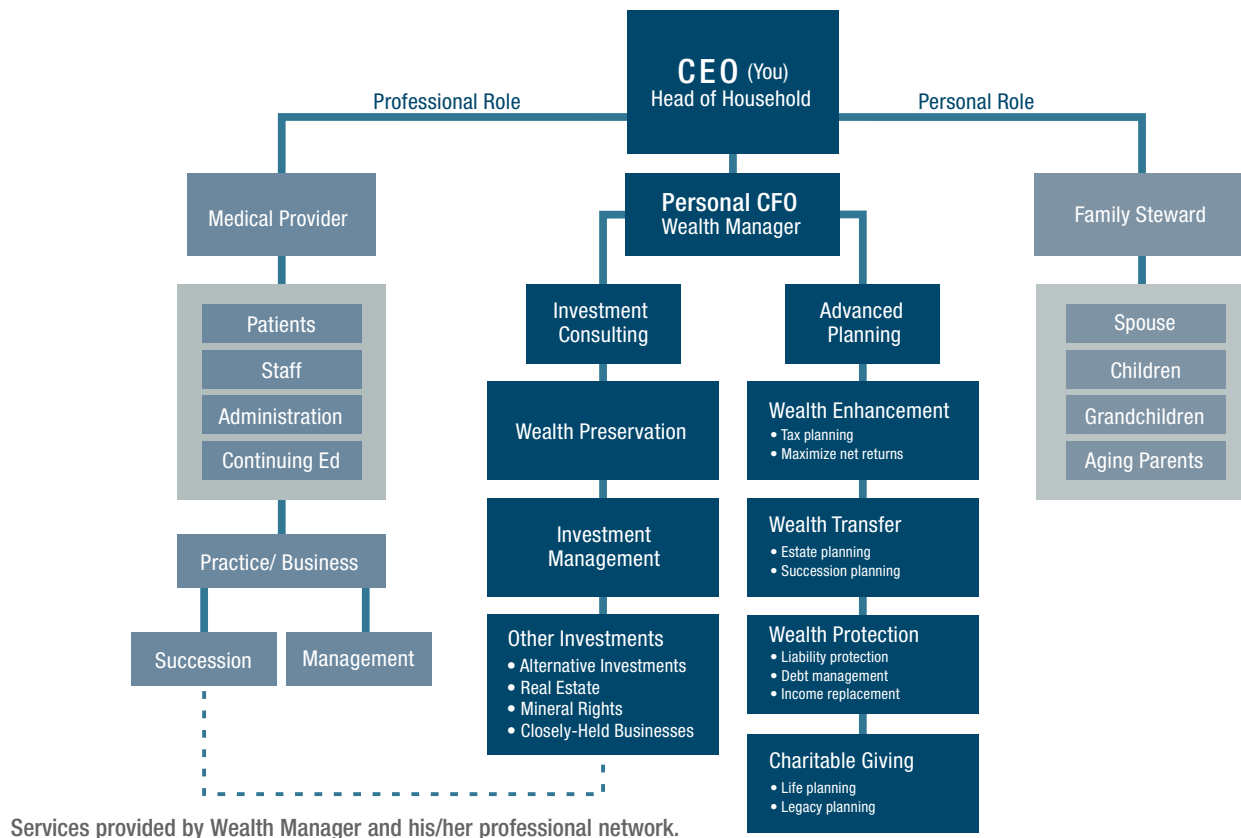 CEO (You)
Head of Household
Professional Role
Personal Role
Medical Provider
Personal CFO
Wealth Manager
Family Steward
Patients
Staff
Administration
Continuing Ed
Investment
Consulting
Advanced
Planning
Spouse
Children
Grandchildren
Aging Parents
Wealth Preservation
Wealth Enhancement
• Tax planning
• Maximize net returns
Practice/ Business
Investment
Management
Wealth Transfer
• Estate planning
• Succession planning
Succession
Management
Other Investments
• Alternative Investments
• Real Estate
• Mineral Rights
• Closely-Held Businesses
Wealth Protection
• Liability protection
• Debt management
• Income replacement
Charitable Giving
• Life planning
• Legacy planning
Services provided by Wealth Manager and his/her professional network.